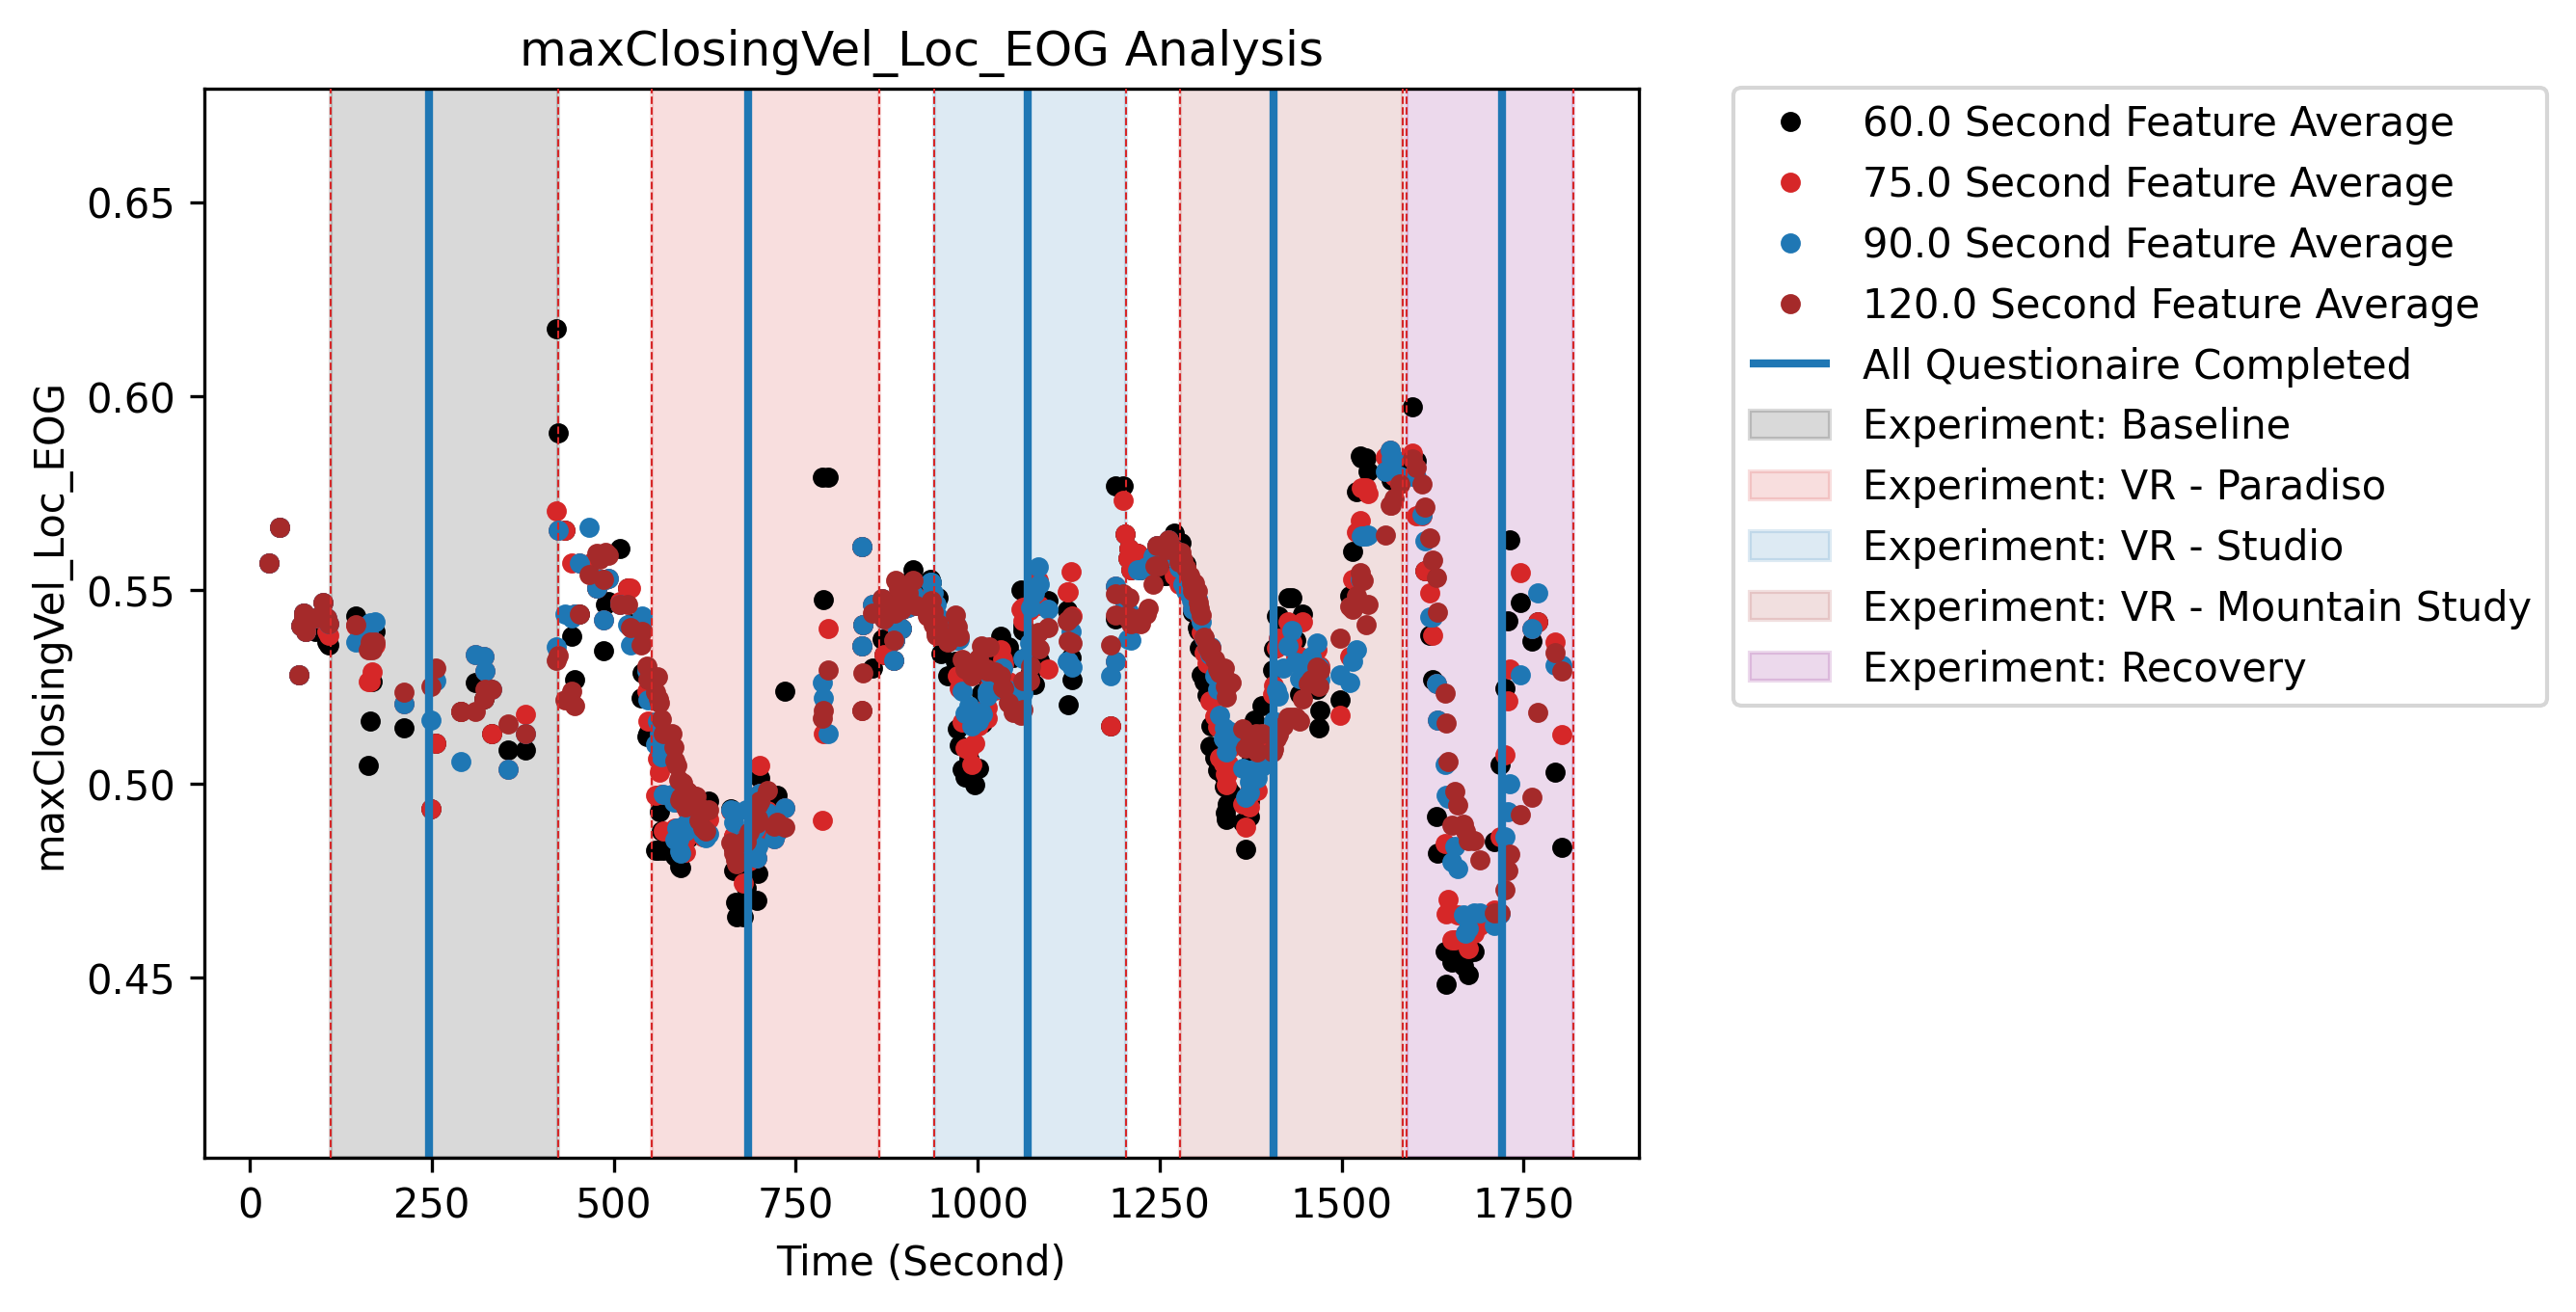 maxClosingVel_Loc_EOG Analysis
maxClosingVel_Loc_EOG
0.65
0.60
0.55
0.50
0.45
0 250 500 750 1000 1250 1500 1750
Time (Second)
60.0 Second Feature Average
75.0 Second Feature Average
90.0 Second Feature Average
120.0 Second Feature Average
All Questionaire Completed
Experiment: Baseline
Experiment: VR - Paradiso
Experiment: VR - Studio
Experiment: VR - Mountain Study
Experiment: Recovery